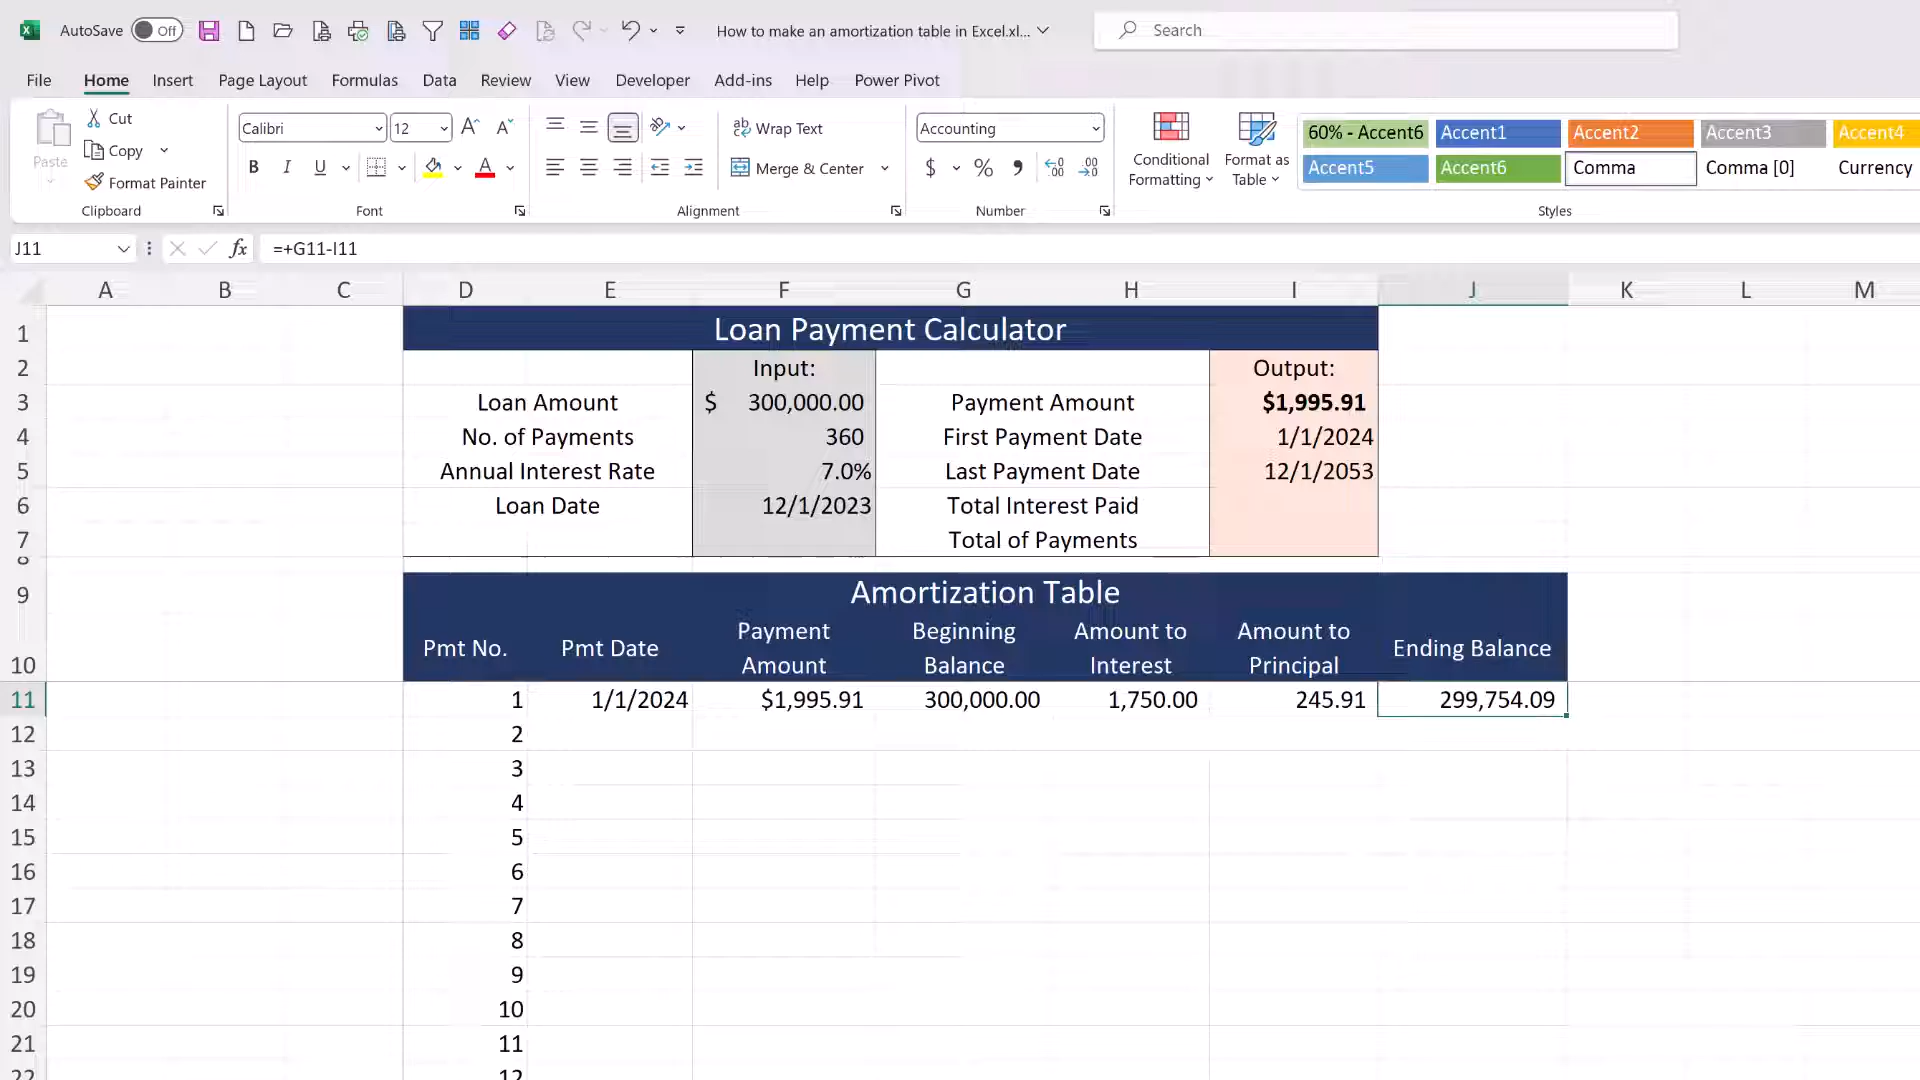 AutoSave Off How to make an amortization table in Excel.xl... Search
File Home Insert Page Layout Formulas Data Review View Developer Add-ins Help Power Pivot
Paste
Cut
Copy
Format Painter
Clipboard
Calibri 12
B I U A
Font
Wrap Text
Merge & Center
Alignment
Accounting
$ % 9 .00
Number
Conditional Formatting
Format as Table
60% - Accent6 Accent1 Accent2 Accent3 Accent4
Accent5 Accent6 Comma Comma [0] Currency
Styles
J11 fx =+G11-I11
A B C D E F G H I J K L M
1 Loan Payment Calculator
2 Input: Output:
3 Loan Amount $ 300,000.00 Payment Amount $1,995.91
4 No. of Payments 360 First Payment Date 1/1/2024
5 Annual Interest Rate 7.0% Last Payment Date 12/1/2053
6 Loan Date 12/1/2023 Total Interest Paid
7 Total of Payments
8
9 Amortization Table
10 Pmt No. Pmt Date Payment Amount Beginning Balance Amount to Interest Amount to Principal Ending Balance
11 1 1/1/2024 $1,995.91 300,000.00 1,750.00 245.91 299,754.09
12 2
13 3
14 4
15 5
16 6
17 7
18 8
19 9
20 10
21 11
22 12